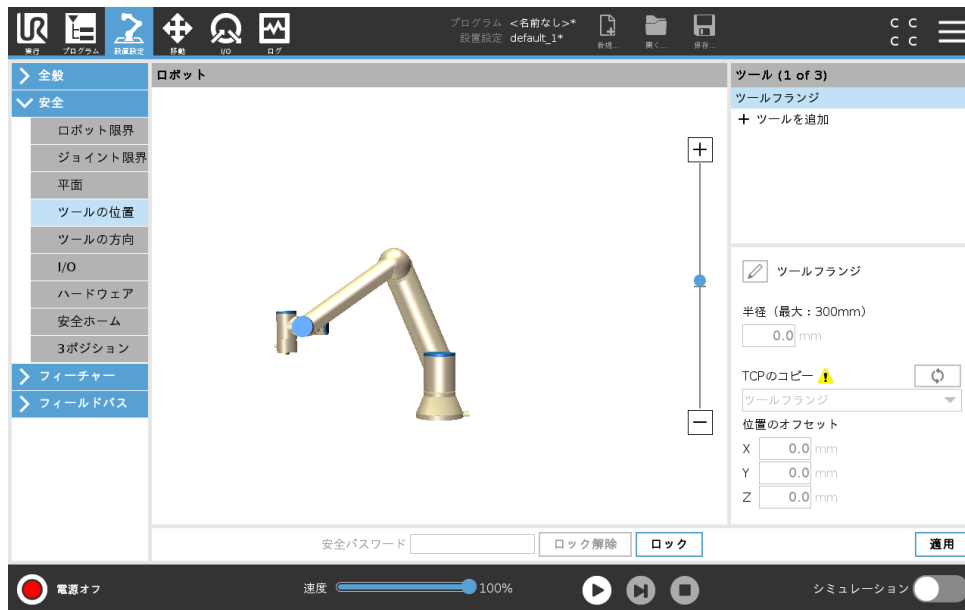 UR
実行
プログラム
設置設定
移動
I/O
ログ
プログラム <名前なし>*
設置設定 default_1*
新規...
開く...
保存...
C C
C C
全般
安全
ロボット限界
ジョイント限界
平面
ツールの位置
ツールの方向
I/O
ハードウェア
安全ホーム
3ポジション
フィーチャー
フィールドバス
ロボット
+
−
ツール (1 of 3)
ツールフランジ
+ ツールを追加
ツールフランジ
半径（最大：300mm）
0.0 mm
TCPのコピー
ツールフランジ
位置のオフセット
X 0.0 mm
Y 0.0 mm
Z 0.0 mm
安全パスワード ロック解除 ロック 適用
電源オフ 速度 100% シミュレーション